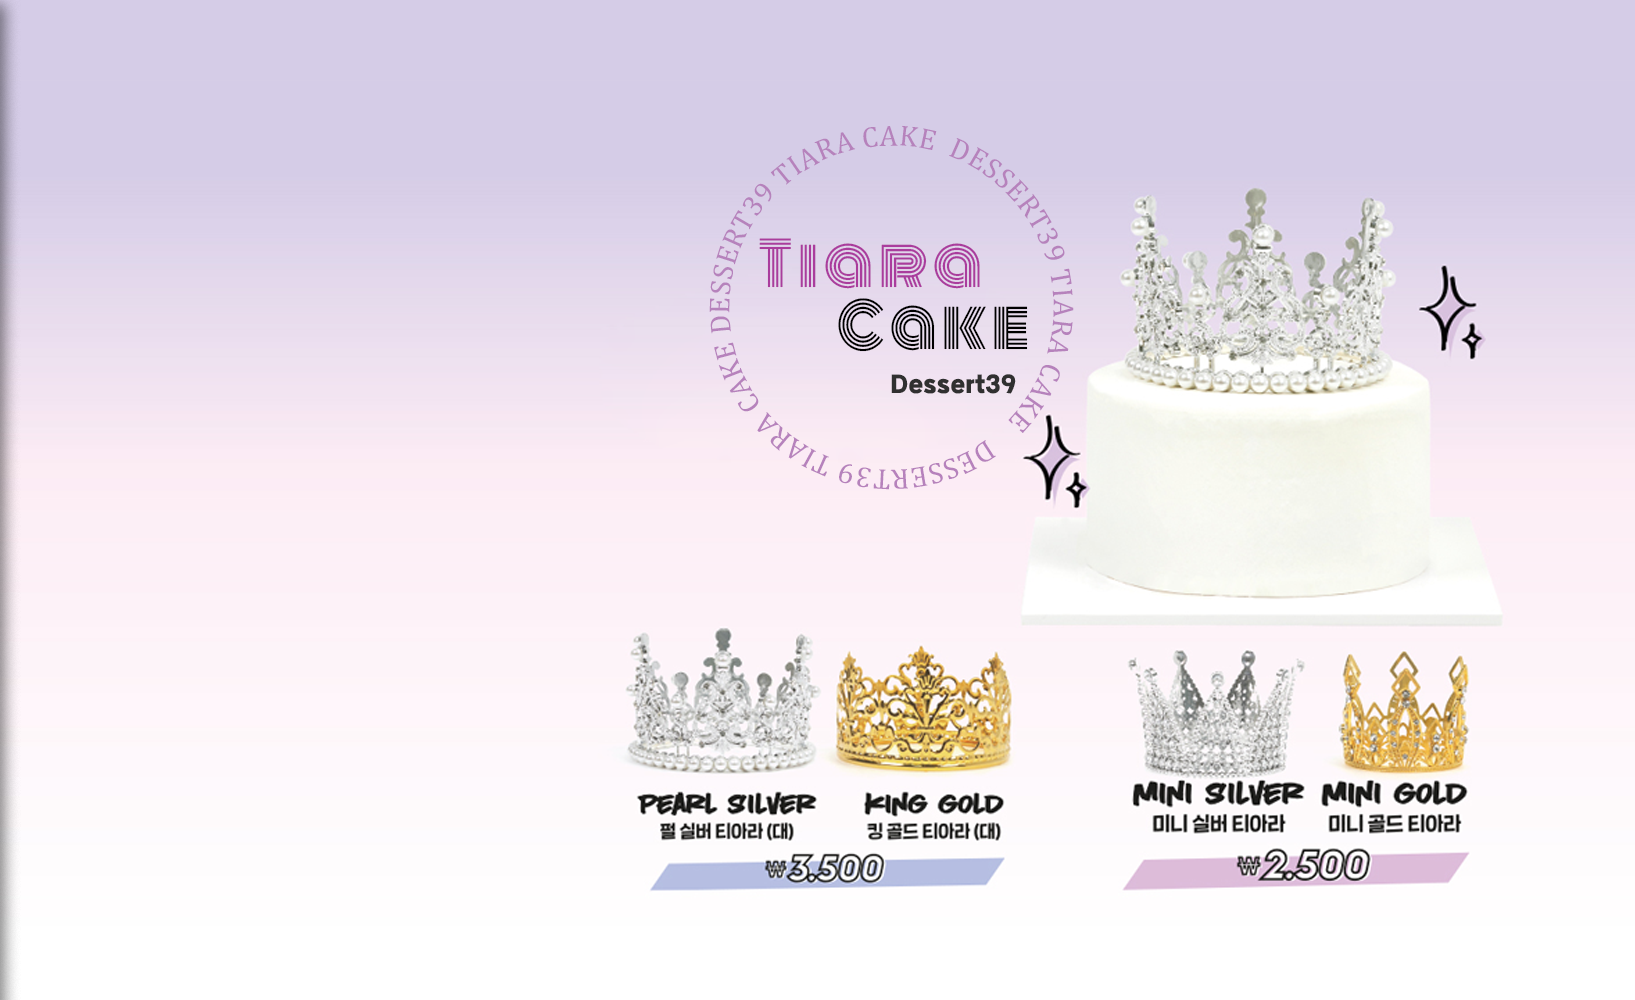 DESSERT39 TIARA CAKE DESSERT39 TIARA CAKE DESSERT39 TIARA CAKE
TIARA
CAKE
Dessert39
PEARL SILVER
펄 실버 티아라 (대)
KING GOLD
킹 골드 티아라 (대)
₩3.500
MINI SILVER
미니 실버 티아라
MINI GOLD
미니 골드 티아라
₩2.500